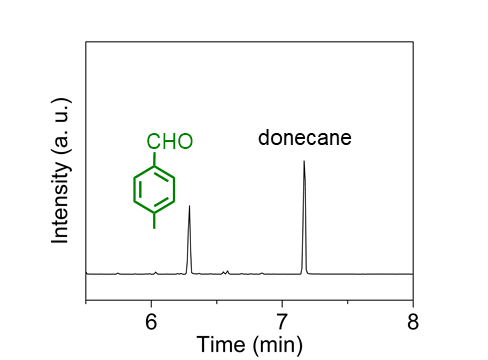 CHO
donecane
Intensity (a. u.)
6
7
8
Time (min)